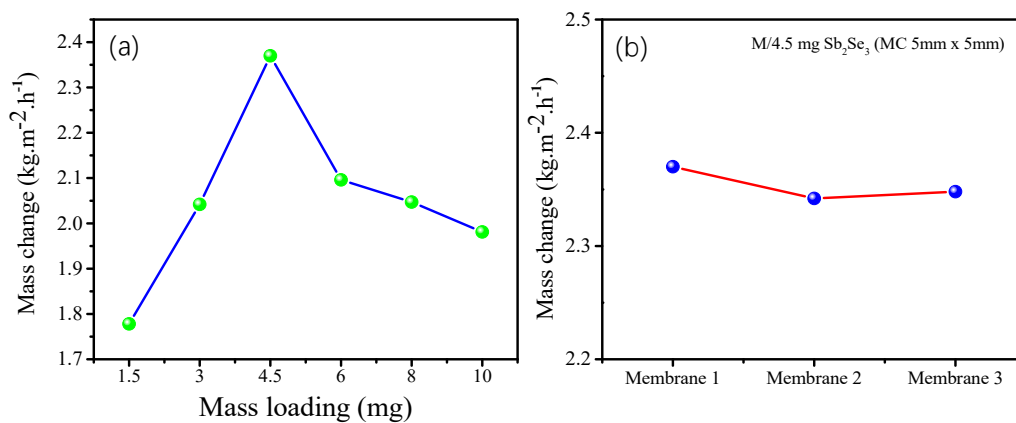 (a)
Mass change (kg.m⁻².h⁻¹)
2.4
2.3
2.2
2.1
2.0
1.9
1.8
1.7
1.5 3 4.5 6 8 10
Mass loading (mg)
(b)
M/4.5 mg Sb₂Se₃ (MC 5mm x 5mm)
Mass change (kg.m⁻².h⁻¹)
2.5
2.4
2.3
2.2
Membrane 1 Membrane 2 Membrane 3